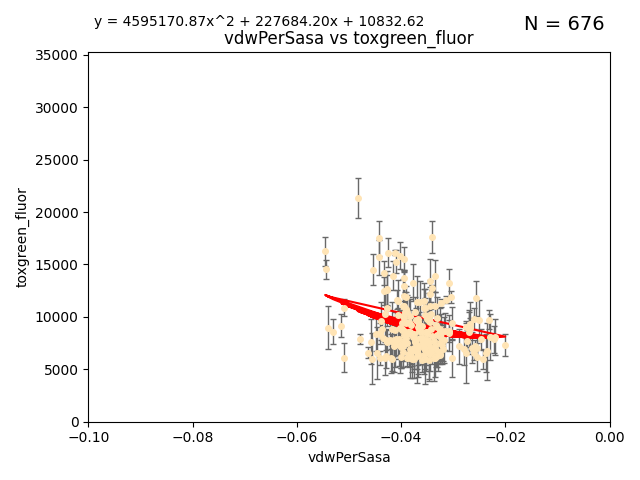 y = 4595170.87x^2 + 227684.20x + 10832.62
N = 676
vdwPerSasa vs toxgreen_fluor
35000
30000
25000
20000
15000
10000
5000
0
toxgreen_fluor
−0.10
−0.08
−0.06
−0.04
−0.02
0.00
vdwPerSasa